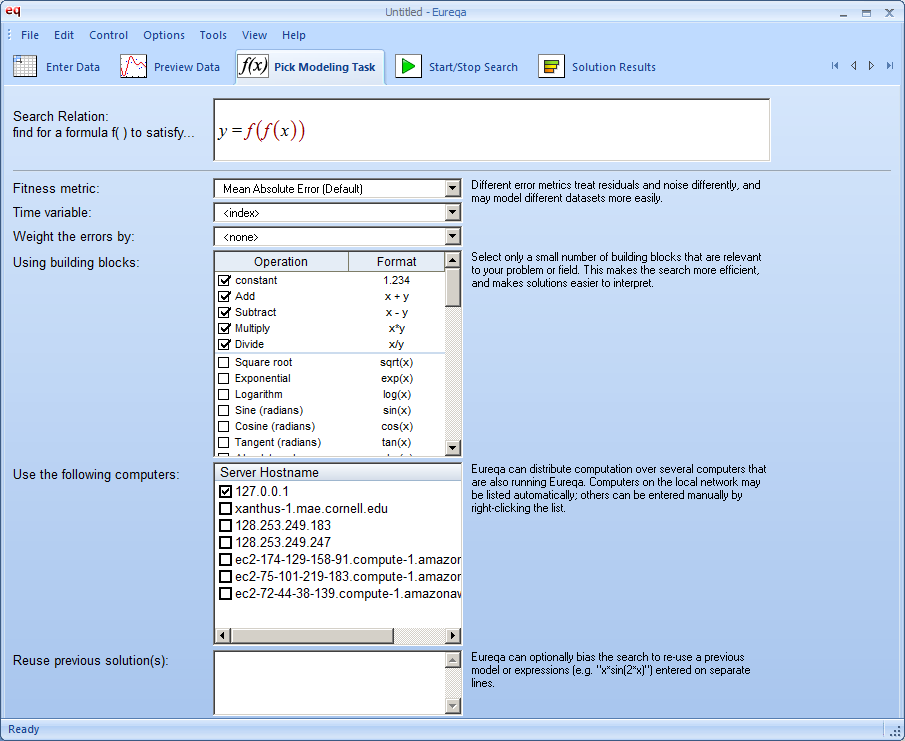 eq Untitled - Eureqa
File Edit Control Options Tools View Help
Enter Data Preview Data f(x) Pick Modeling Task Start/Stop Search Solution Results
Search Relation:
find for a formula f( ) to satisfy...
y = f(f(x))
Fitness metric: Mean Absolute Error (Default)
Different error metrics treat residuals and noise differently, and
may model different datasets more easily.
Time variable: <index>
Weight the errors by: <none>
Using building blocks:
Operation Format
constant 1.234
Add x + y
Subtract x - y
Multiply x*y
Divide x/y
Square root sqrt(x)
Exponential exp(x)
Logarithm log(x)
Sine (radians) sin(x)
Cosine (radians) cos(x)
Tangent (radians) tan(x)
Select only a small number of building blocks that are relevant
to your problem or field. This makes the search more efficient,
and makes solutions easier to interpret.
Use the following computers:
Server Hostname
127.0.0.1
xanthus-1.mae.cornell.edu
128.253.249.183
128.253.249.247
ec2-174-129-158-91.compute-1.amazon
ec2-75-101-219-183.compute-1.amazor
ec2-72-44-38-139.compute-1.amazonaw
Eureqa can distribute computation over several computers that
are also running Eureqa. Computers on the local network may
be listed automatically; others can be entered manually by
right-clicking the list.
Reuse previous solution(s):
Eureqa can optionally bias the search to re-use a previous
model or expressions (e.g. "x*sin(2*x)") entered on separate
lines.
Ready